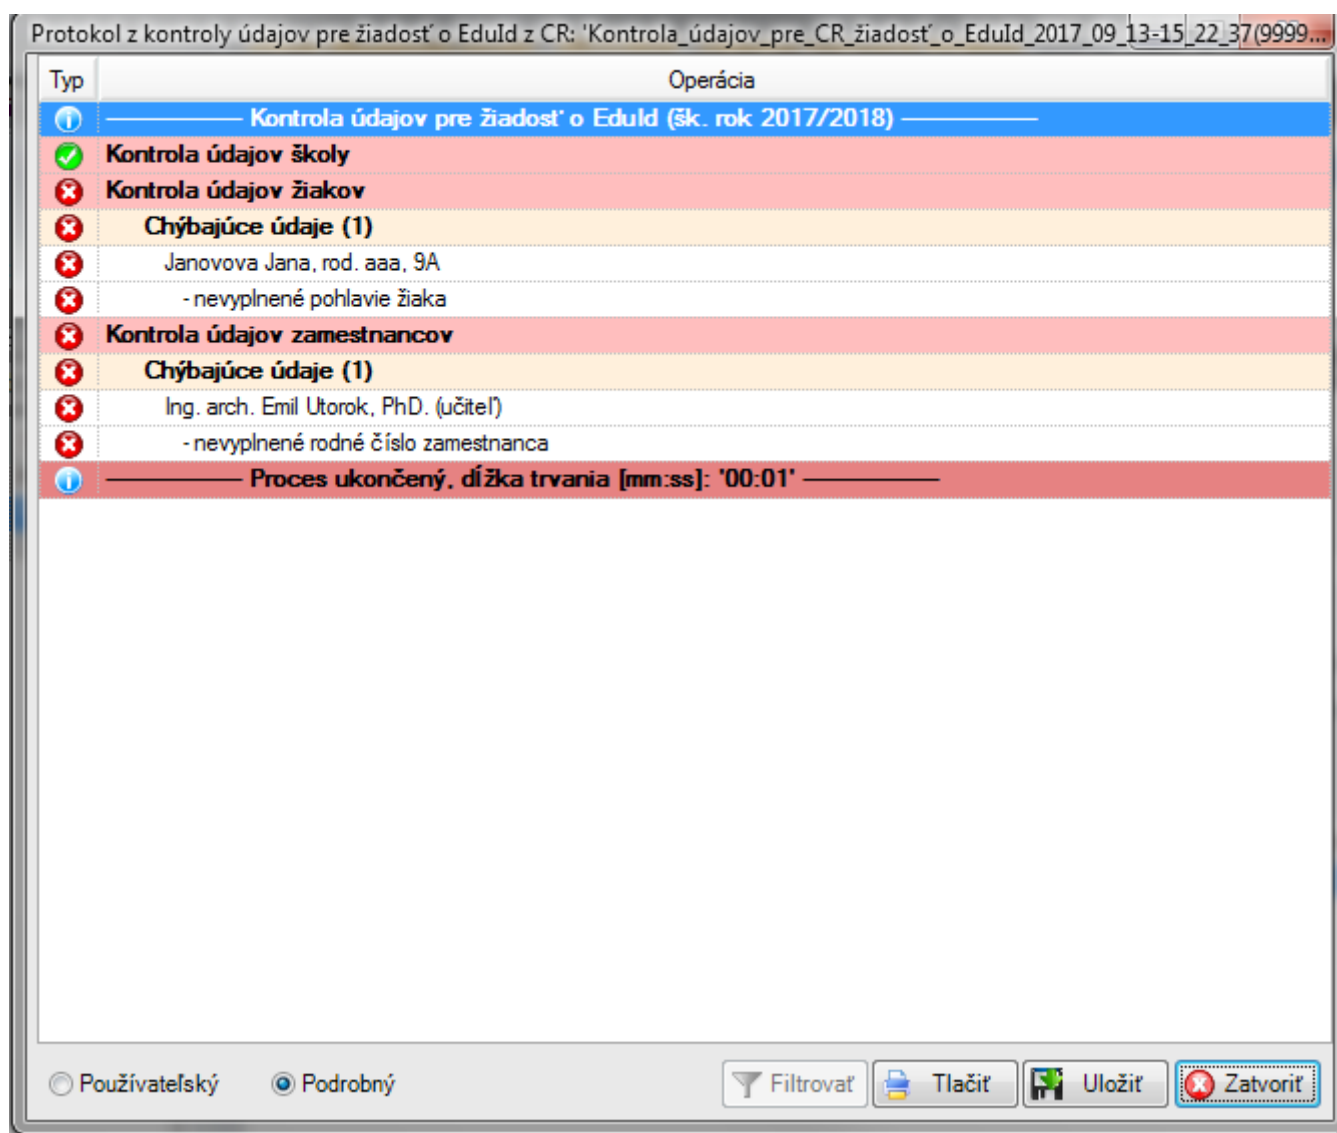 Protokol z kontroly údajov pre žiadosť o EduId z CR: 'Kontrola_údajov_pre_CR_žiadosť_o_EduId_2017_09_13-15_22_37(9999...
Typ Operácia
Kontrola údajov pre žiadosť o EduId (šk. rok 2017/2018)
Kontrola údajov školy
Kontrola údajov žiakov
Chýbajúce údaje (1)
Janovova Jana, rod. aaa, 9A
- nevyplnené pohlavie žiaka
Kontrola údajov zamestnancov
Chýbajúce údaje (1)
Ing. arch. Emil Utorok, PhD. (učiteľ)
- nevyplnené rodné číslo zamestnanca
Proces ukončený, dĺžka trvania [mm:ss]: '00:01'
Používateľský Podrobný Filtrovať Tlačiť Uložiť Zatvoriť